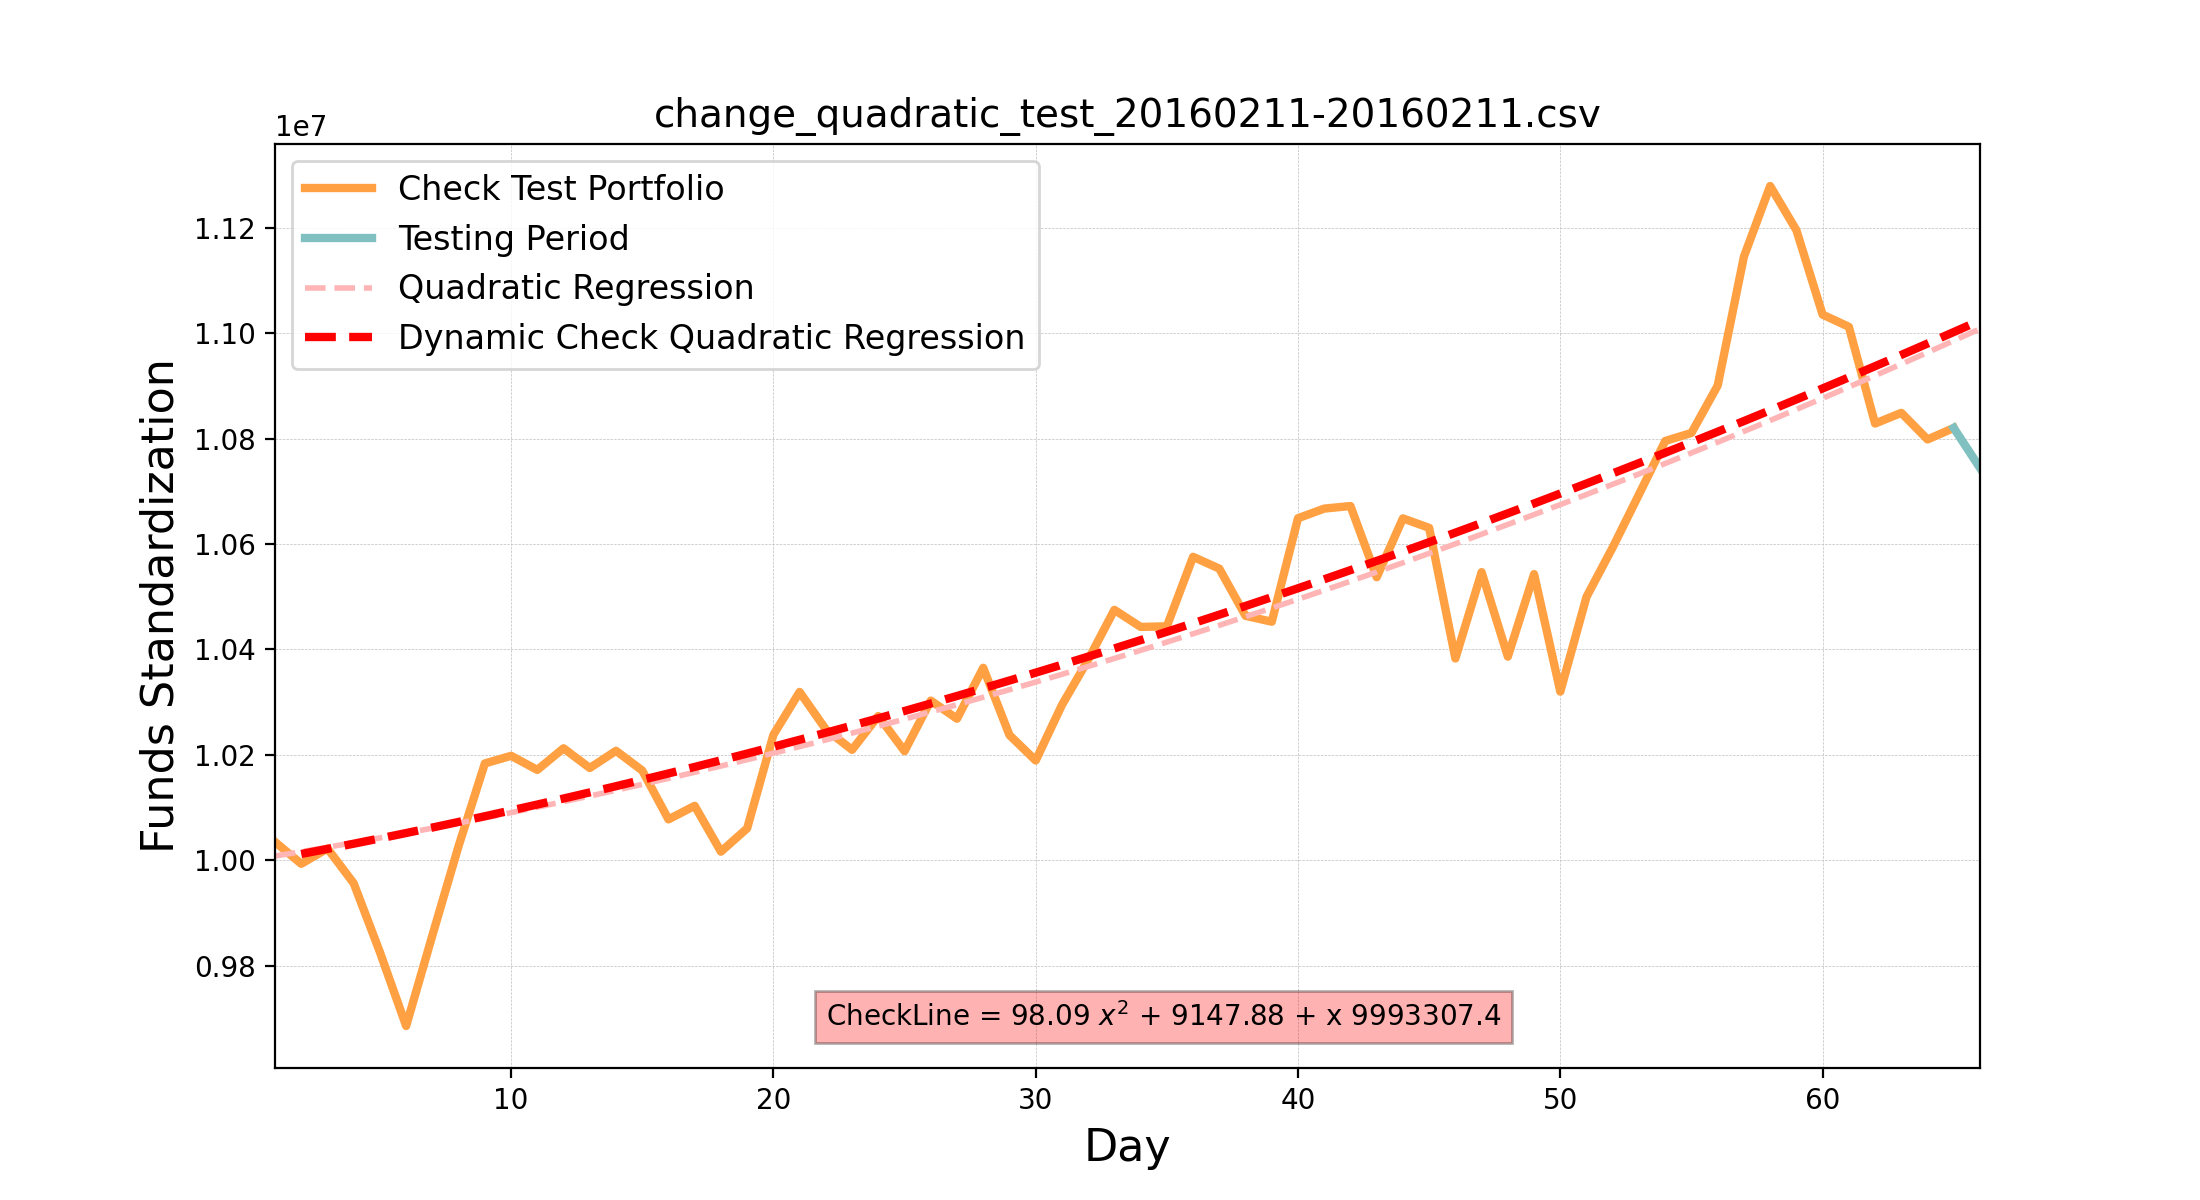 change_quadratic_test_20160211-20160211.csv
1e7
Check Test Portfolio
Testing Period
Quadratic Regression
Dynamic Check Quadratic Regression
Funds Standardization
1.12
1.10
1.08
1.06
1.04
1.02
1.00
0.98
CheckLine = 98.09 x² + 9147.88 + x 9993307.4
10 20 30 40 50 60
Day